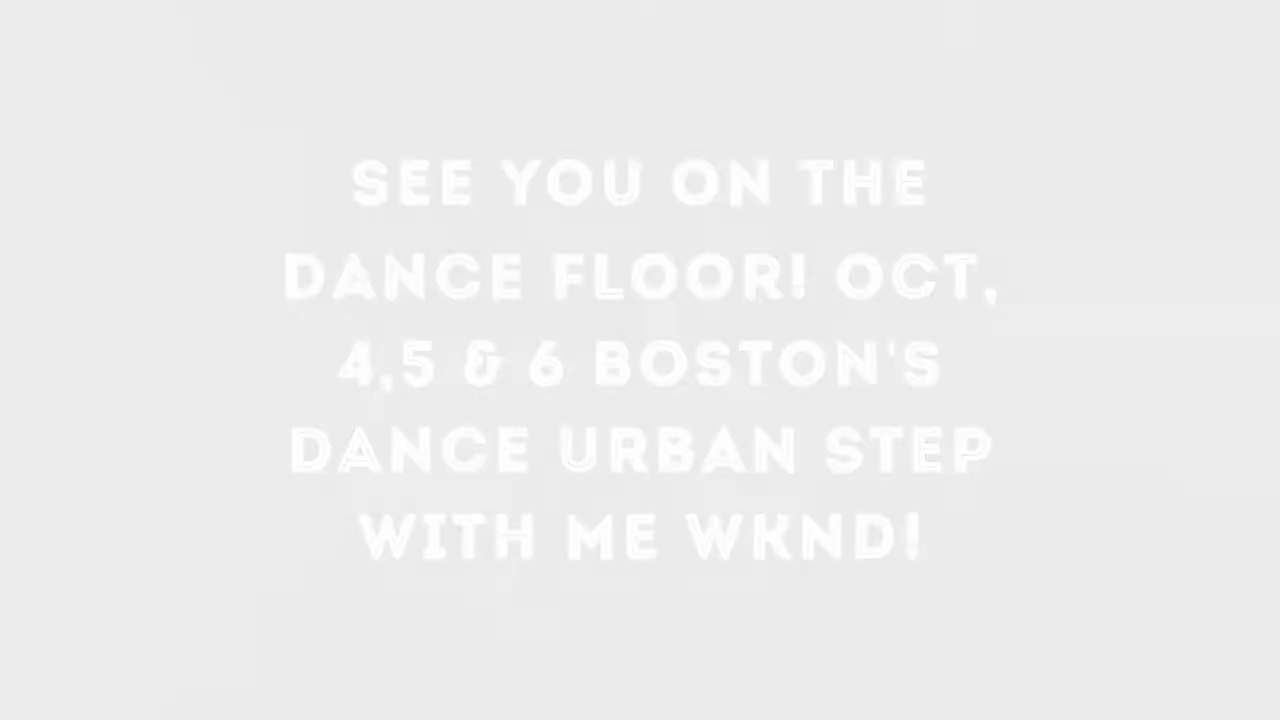 SEE YOU ON THE
DANCE FLOOR! OCT,
4,5 & 6 BOSTON'S
DANCE URBAN STEP
WITH ME WKND!